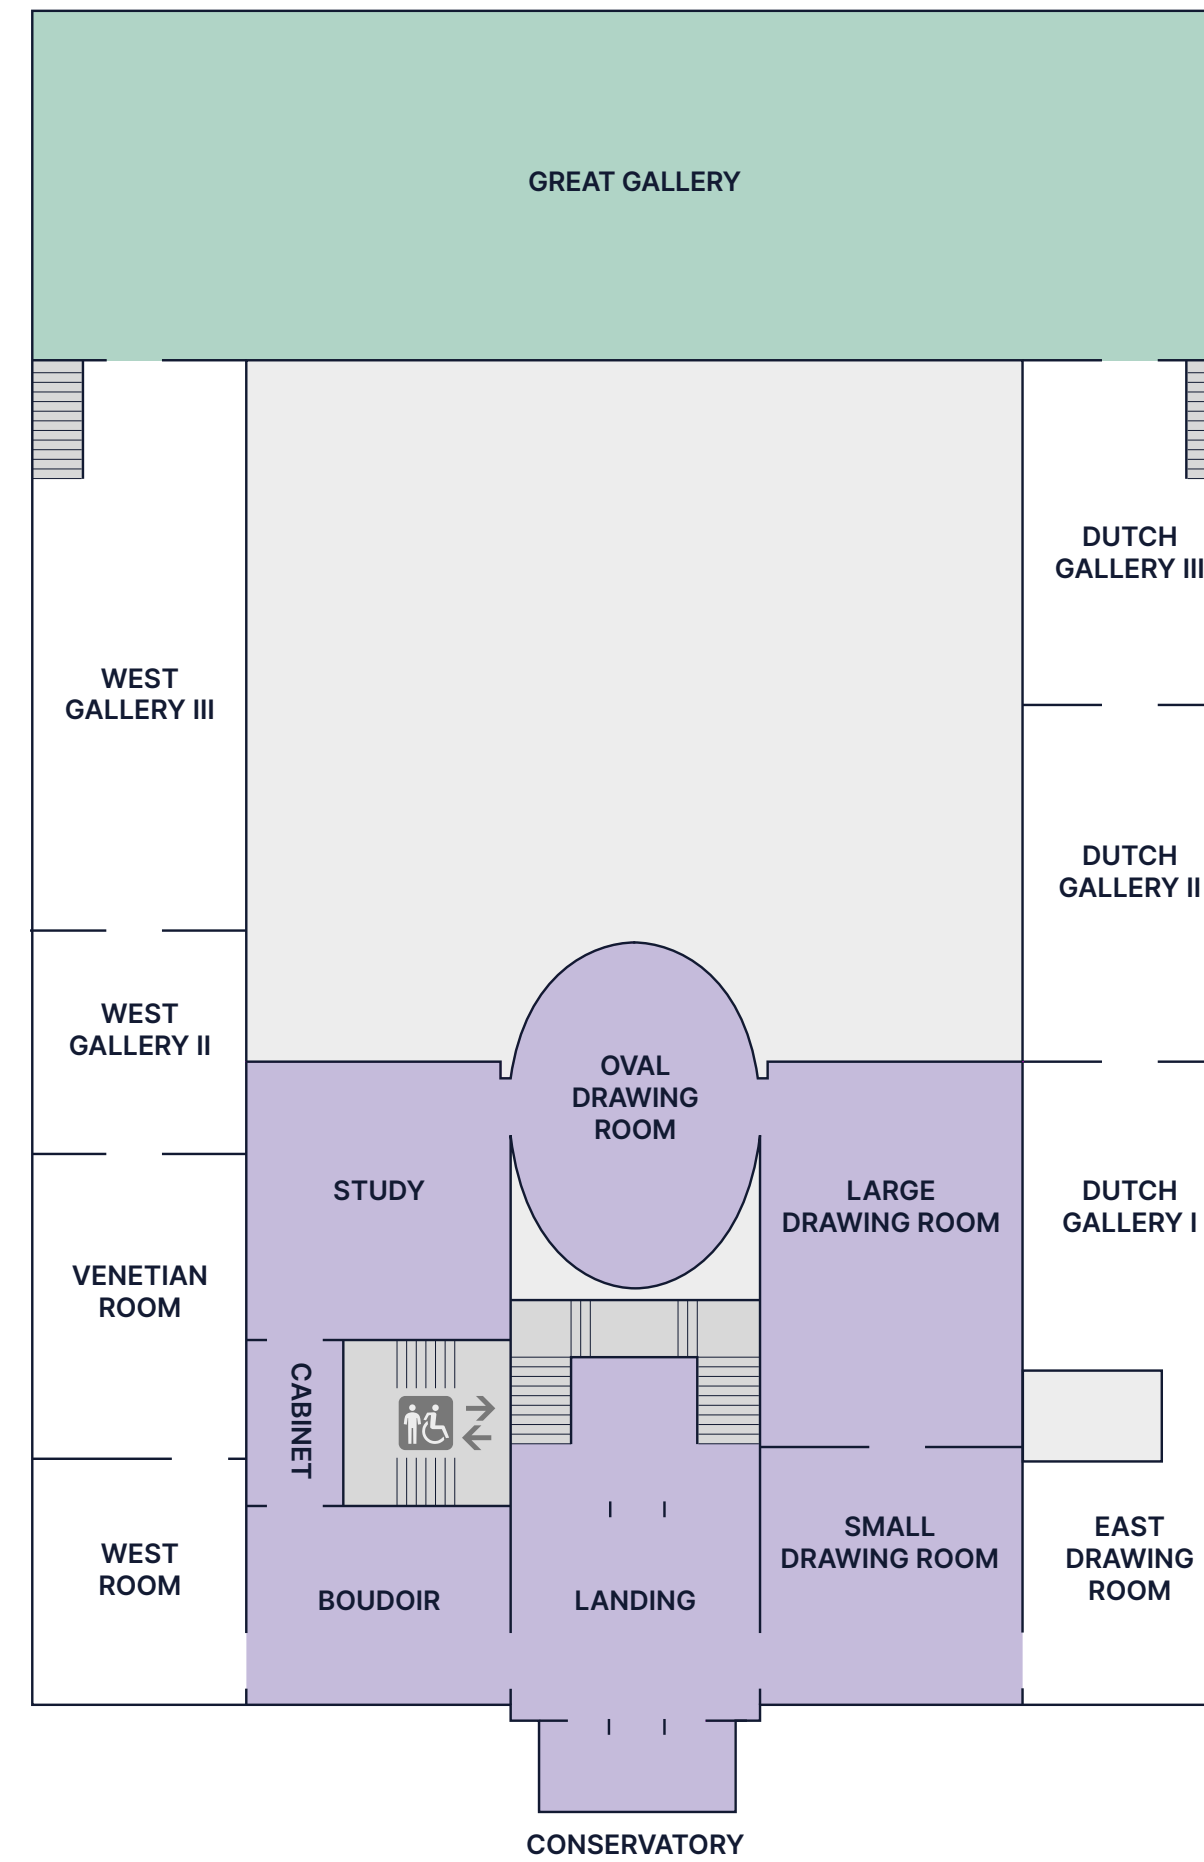 GREAT GALLERY
DUTCH
GALLERY III
WEST
GALLERY III
DUTCH
GALLERY II
WEST
GALLERY II
OVAL
DRAWING
ROOM
STUDY
LARGE
DRAWING ROOM
DUTCH
GALLERY I
VENETIAN
ROOM
CABINET
WEST
ROOM
BOUDOIR
LANDING
SMALL
DRAWING ROOM
EAST
DRAWING
ROOM
CONSERVATORY